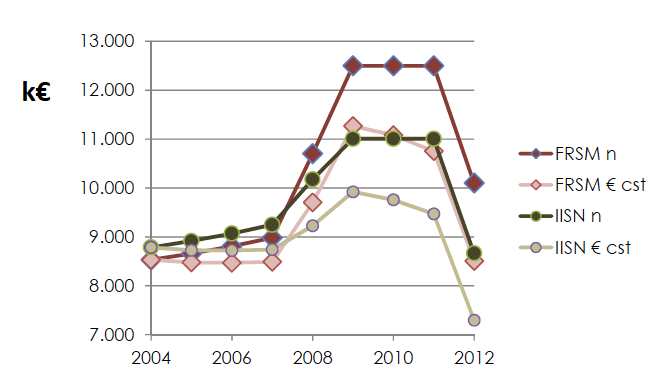 13.000
12.000
k€
11.000
10.000
9.000
8.000
7.000
2004 2006 2008 2010 2012
FRSM n
FRSM € cst
IISN n
IISN € cst